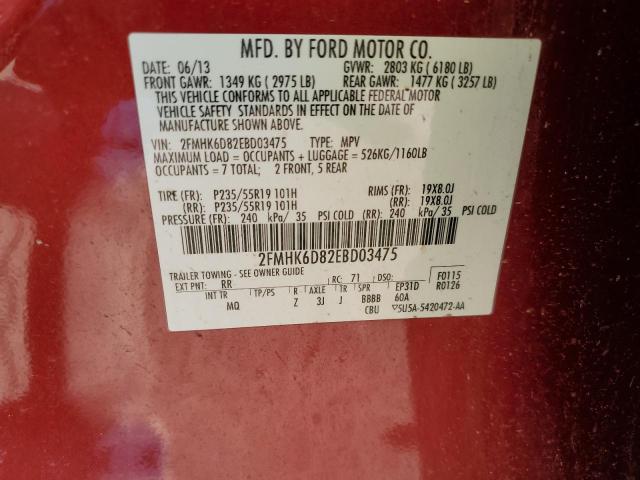 MFD. BY FORD MOTOR CO.
DATE: 06/13 GVWR: 2803 KG ( 6180 LB)
FRONT GAWR: 1349 KG ( 2975 LB) REAR GAWR: 1477 KG ( 3257 LB)
THIS VEHICLE CONFORMS TO ALL APPLICABLE FEDERAL MOTOR
VEHICLE SAFETY STANDARDS IN EFFECT ON THE DATE OF
MANUFACTURE SHOWN ABOVE.
VIN: 2FMHK6D82EBD03475 TYPE: MPV
MAXIMUM LOAD = OCCUPANTS + LUGGAGE = 526KG/1160LB
OCCUPANTS = 7 TOTAL; 2 FRONT, 5 REAR
TIRE (FR): P235/55R19 101H RIMS (FR): 19X8.0J
(RR): P235/55R19 101H (RR): 19X8.0J
PRESSURE (FR): 240 kPa/ 35 PSI COLD (RR): 240 kPa/ 35 PSI COLD
2FMHK6D82EBD03475
TRAILER TOWING - SEE OWNER GUIDE F0115
EXT PNT: RR RC: 71 DSO: R0126
INT TR TP/PS R AXLE TR SPR EP31D
MQ Z 3J J BBBB 60A
CBU ▽5U5A-5420472-AA